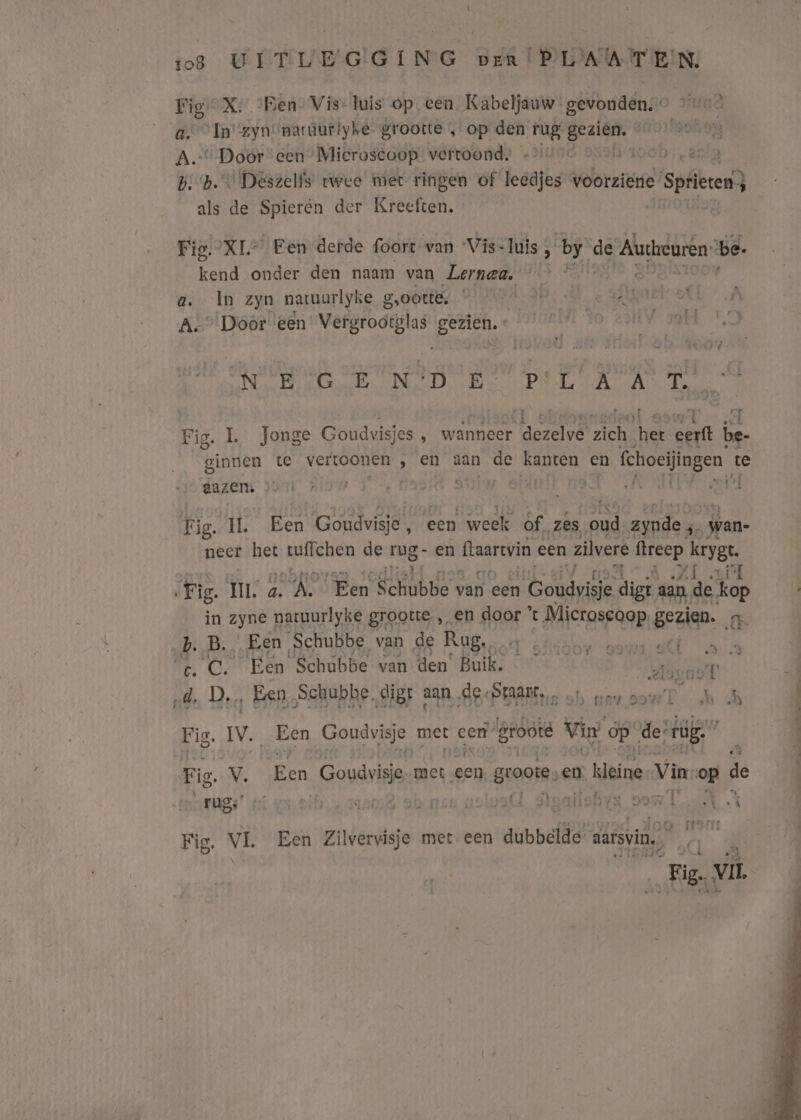 108 UITLEGGING DER PLAATEN.
Fig. X. Een Vis-luis op een Kabeljauw gevonden.
a. In zyn natuurlyke grootte, op den rug gezien.
A. Door een Microscoop vertoond.
b. b. Deszelfs twee met ringen of leedjes voorziene Sprieten;
als de Spieren der Kreeften.
Fig. XI. Een derde soort van Vis-luis, by de Autheuren be-
kend onder den naam van Lernæa.
a. In zyn natuurlyke g,ootte.
A. Door een Vergrootglas gezien.
NEGENDE PLAAT.
Fig. I. Jonge Goudvisjes, wanneer dezelve zich het eerſt be-
ginnen te vertoonen, en aan de kanten en ſchoeijingen te
aazen.
Fig. II. Een Goudvisje, een week of zes oud zynde, wan-
neer het tuſſchen de rug- en ſtaartvin een zilvere ſtreep krygt.
Fig. III. a. A. Een Schubbe van een Goudvisje digt aan de kop
in zyne natuurlyke grootte, en door 't Microscoop gezien.
b. B. Een Schubbe van de Rug.
c. C. Een Schubbe van den Buik.
d. D. Een Schubbe digt aan de Staart.
Fig. IV. Een Goudvisje met een groote Vin op de rug.
Fig. V. Een Goudvisje met een groote en kleine Vin op de
rug.
Fig. VI. Een Zilvervisje met een dubbelde aarsvin.
Fig. VII.